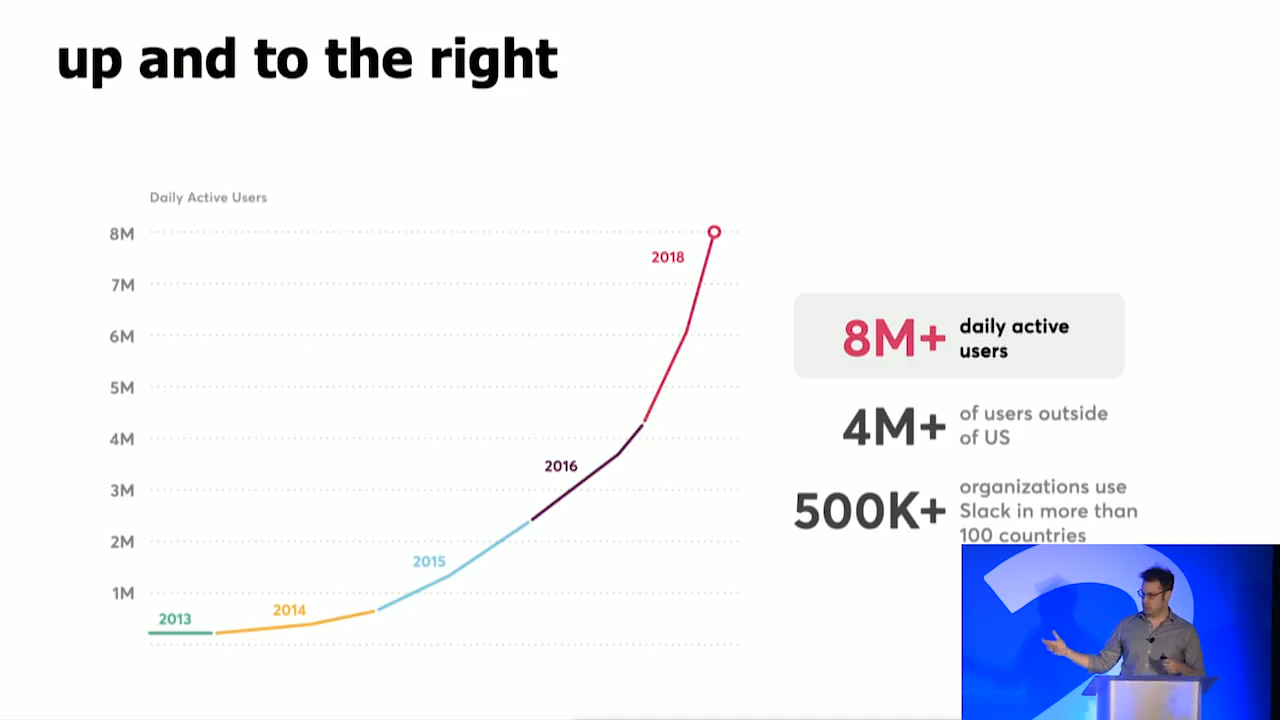 up and to the right
Daily Active Users
8M
7M
6M
5M
4M
3M
2M
1M
2013
2014
2015
2016
2018
8M+ daily active
users
4M+ of users outside
of US
500K+ organizations use
Slack in more than
100 countries